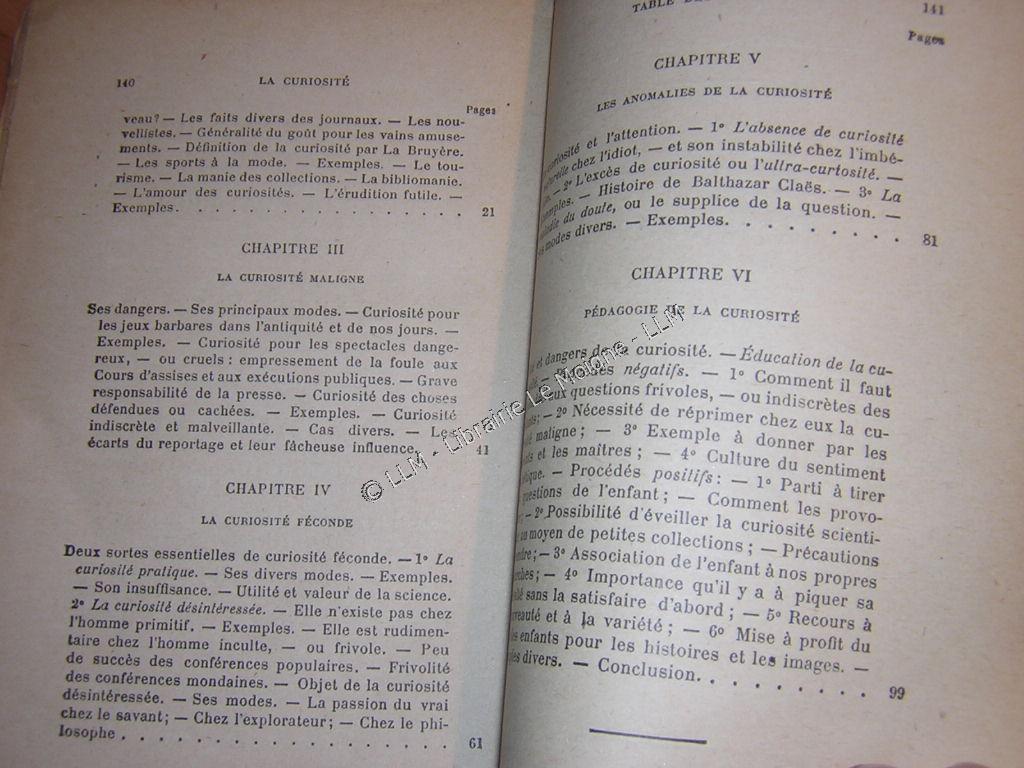 140 LA CURIOSITÉ
Pages
veau? — Les faits divers des journaux. — Les nou-
vellistes. — Généralité du goût pour les vains amuse-
ments. — Définition de la curiosité par La Bruyère.
— Les sports à la mode. — Exemples. — Le tou-
risme. — La manie des collections. — La bibliomanie.
— L'amour des curiosités. — L'érudition futile. —
Exemples. . . . . . . . . . . . . . . . 21
CHAPITRE III
LA CURIOSITÉ MALIGNE
Ses dangers. — Ses principaux modes. — Curiosité pour
les jeux barbares dans l'antiquité et de nos jours. —
Exemples. — Curiosité pour les spectacles dange-
reux, — ou cruels : empressement de la foule aux
Cours d'assises et aux exécutions publiques. — Grave
responsabilité de la presse. — Curiosité des choses
défendues ou cachées. — Exemples. — Curiosité
indiscrète et malveillante. — Cas divers. — Les
écarts du reportage et leur fâcheuse influence. 41
CHAPITRE IV
LA CURIOSITÉ FÉCONDE
Deux sortes essentielles de curiosité féconde. — 1° La
curiosité pratique. — Ses divers modes. — Exemples.
— Son insuffisance. — Utilité et valeur de la science.
2° La curiosité désintéressée. — Elle n'existe pas chez
l'homme primitif. — Exemples. — Elle est rudimen-
taire chez l'homme inculte, — ou frivole. — Peu
de succès des conférences populaires. — Frivolité
des conférences mondaines. — Objet de la curiosité
désintéressée. — Ses modes. — La passion du vrai
chez le savant; — Chez l'explorateur; — Chez le phi-
losophe . . . . . . . . . . . . . . . . 61
TABLE 141
Pages
CHAPITRE V
LES ANOMALIES DE LA CURIOSITÉ
et l'attention. — 1° L'absence de curiosité
chez l'idiot, — et son instabilité chez l'imbé-
— 2° L'excès de curiosité ou l'ultra-curiosité. —
— Histoire de Balthazar Claës. — 3° La
du doute, ou le supplice de la question. —
modes divers. — Exemples. . . . . . . . . 81
CHAPITRE VI
PÉDAGOGIE DE LA CURIOSITÉ
et dangers de la curiosité. — Éducation de la cu-
négatifs. — 1° Comment il faut
aux questions frivoles, — ou indiscrètes des
— 2° Nécessité de réprimer chez eux la cu-
maligne ; — 3° Exemple à donner par les
et les maîtres ; — 4° Culture du sentiment
— Procédés positifs : — 1° Parti à tirer
questions de l'enfant ; — Comment les provo-
— 2° Possibilité d'éveiller la curiosité scienti-
moyen de petites collections ; — Précautions
— 3° Association de l'enfant à nos propres
— 4° Importance qu'il y a à piquer sa
sans la satisfaire d'abord ; — 5° Recours à
et à la variété ; — 6° Mise à profit du
enfants pour les histoires et les images. —
divers. — Conclusion. . . . . . . . . 99
© LLM - Librairie Le Moigne - LLM